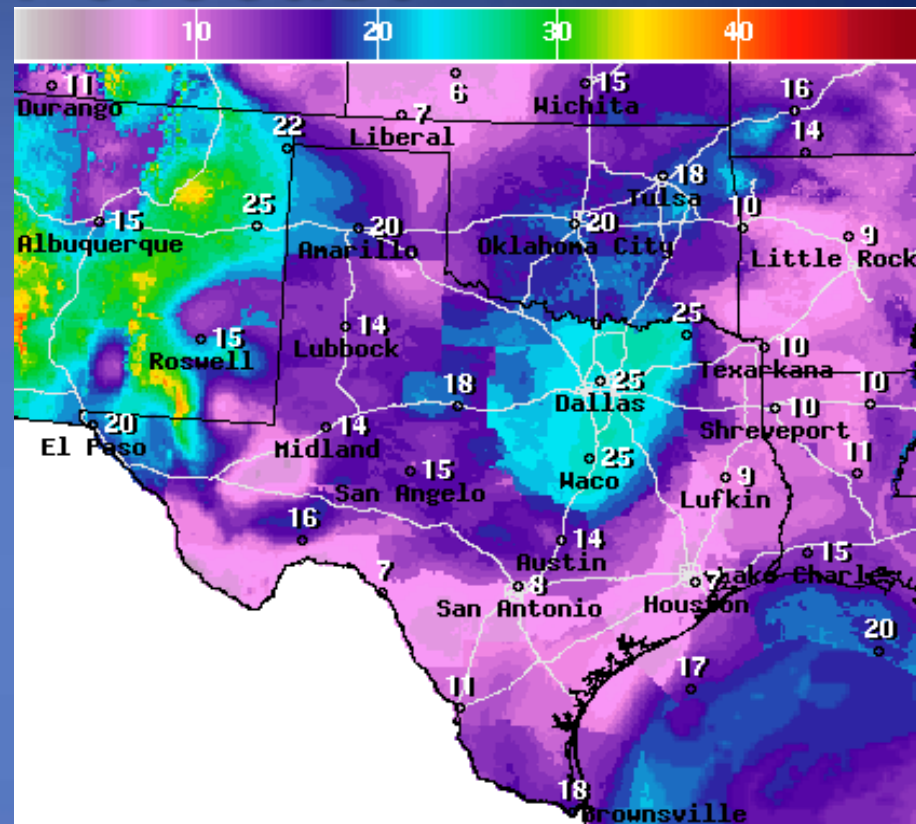 10 20 30 40
11
Durango
6
7
Liberal
15
Wichita
16
14
22
18
Tulsa
15
Albuquerque
25
20
Amarillo
20
Oklahoma City
10
9
Little Rock
15
Roswell
14
Lubbock
25
10
Texarkana
18
25
Dallas
10
Shreveport
10
20
El Paso
14
Midland
15
San Angelo
25
Waco
9
Lufkin
11
16
14
Austin
15
Lake Charles
7
8
San Antonio
7
Houston
20
17
11
18
Brownsville